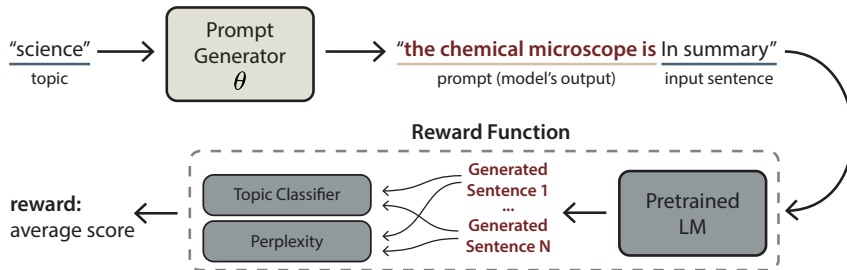 “science”
topic
Prompt
Generator
θ
“the chemical microscope is In summary”
prompt (model’s output)
input sentence
Reward Function
reward:
average score
Topic Classifier
Perplexity
Generated
Sentence 1
...
Generated
Sentence N
Pretrained
LM